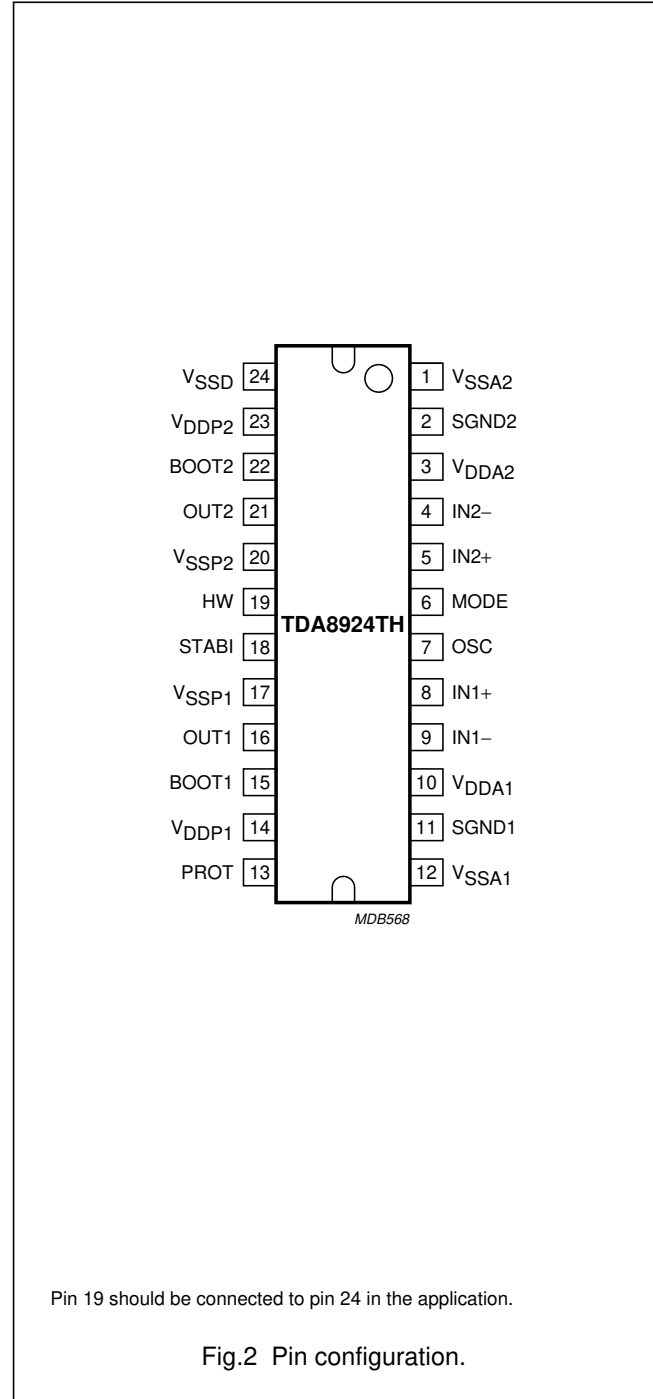 VSSD 24 1 VSSA2
VDDP2 23 2 SGND2
BOOT2 22 3 VDDA2
OUT2 21 4 IN2−
VSSP2 20 5 IN2+
HW 19 6 MODE
TDA8924TH
STABI 18 7 OSC
VSSP1 17 8 IN1+
OUT1 16 9 IN1−
BOOT1 15 10 VDDA1
VDDP1 14 11 SGND1
PROT 13 12 VSSA1
MDB568
Pin 19 should be connected to pin 24 in the application.
Fig.2 Pin configuration.